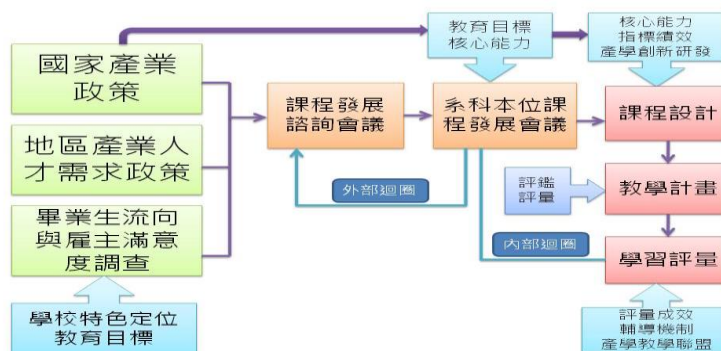 國家產業
政策
地區產業人
才需求政策
畢業生流向
與雇主滿意
度調查
學校特色定位
教育目標
課程發展
諮詢會議
外部迴圈
教育目標
核心能力
系科本位課
程發展會議
評鑑
評量
內部迴圈
核心能力
指標績效
產學創新研發
課程設計
教學計畫
學習評量
評量成效
輔導機制
產學教學聯盟